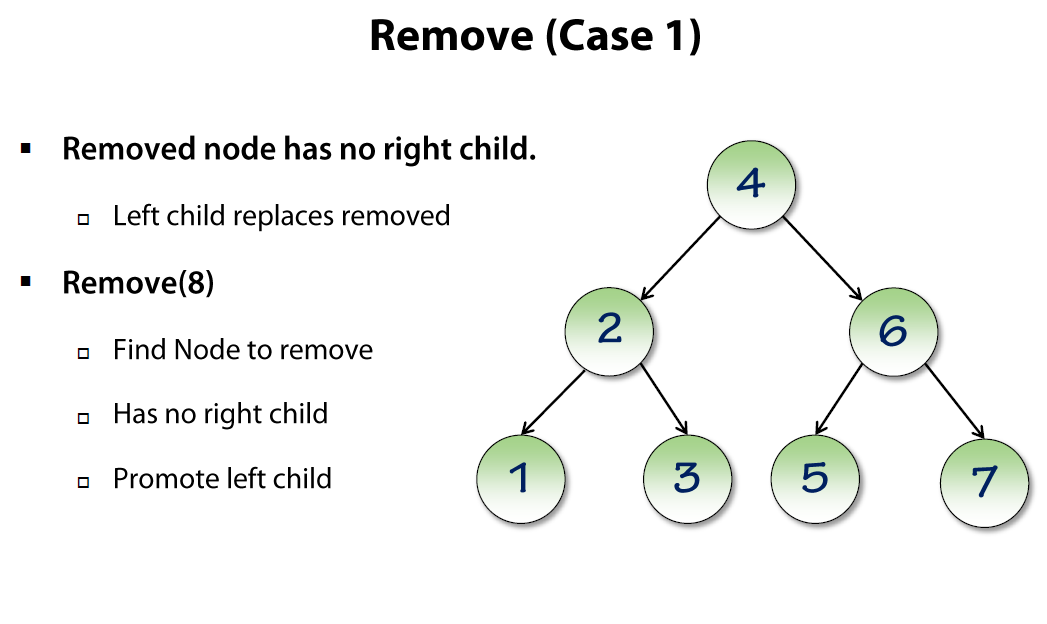 Remove (Case 1)
Removed node has no right child.
Left child replaces removed
Remove(8)
Find Node to remove
Has no right child
Promote left child
4
2
6
1
3
5
7